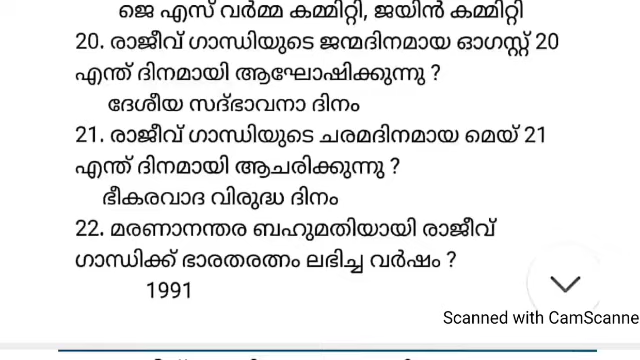 ജെ എസ് വർമ്മ കമ്മിറ്റി, ജയിൻ കമ്മിറ്റി
20. രാജീവ് ഗാന്ധിയുടെ ജന്മദിനമായ ഓഗസ്റ്റ് 20
എന്ത് ദിനമായി ആഘോഷിക്കുന്നു ?
ദേശീയ സദ്ഭാവനാ ദിനം
21. രാജീവ് ഗാന്ധിയുടെ ചരമദിനമായ മെയ് 21
എന്ത് ദിനമായി ആചരിക്കുന്നു ?
ഭീകരവാദ വിരുദ്ധ ദിനം
22. മരണാനന്തര ബഹുമതിയായി രാജീവ്
ഗാന്ധിക്ക് ഭാരതരത്നം ലഭിച്ച വർഷം ?
1991
Scanned with CamScanne